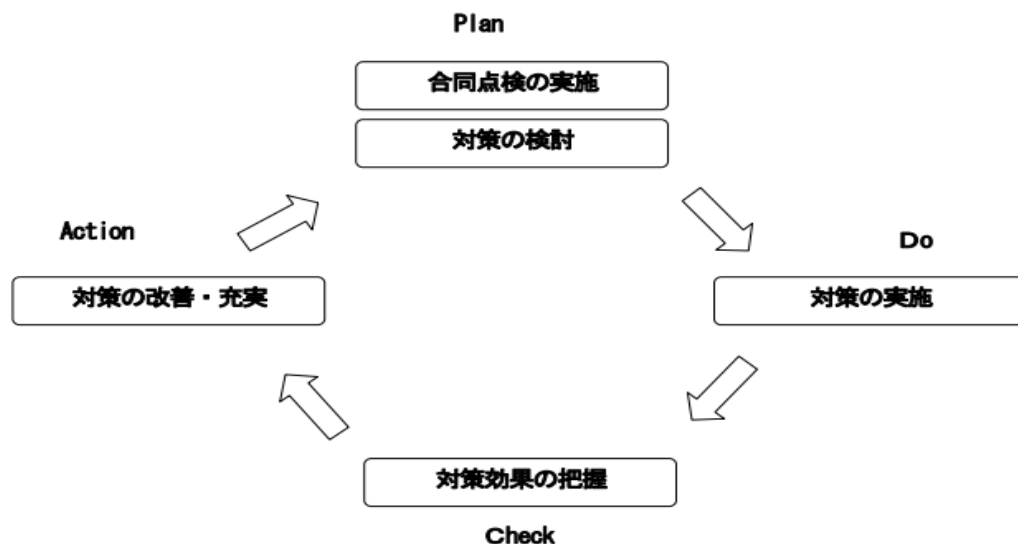 Plan
合同点検の実施
対策の検討
Action
Do
対策の改善・充実
対策の実施
対策効果の把握
Check